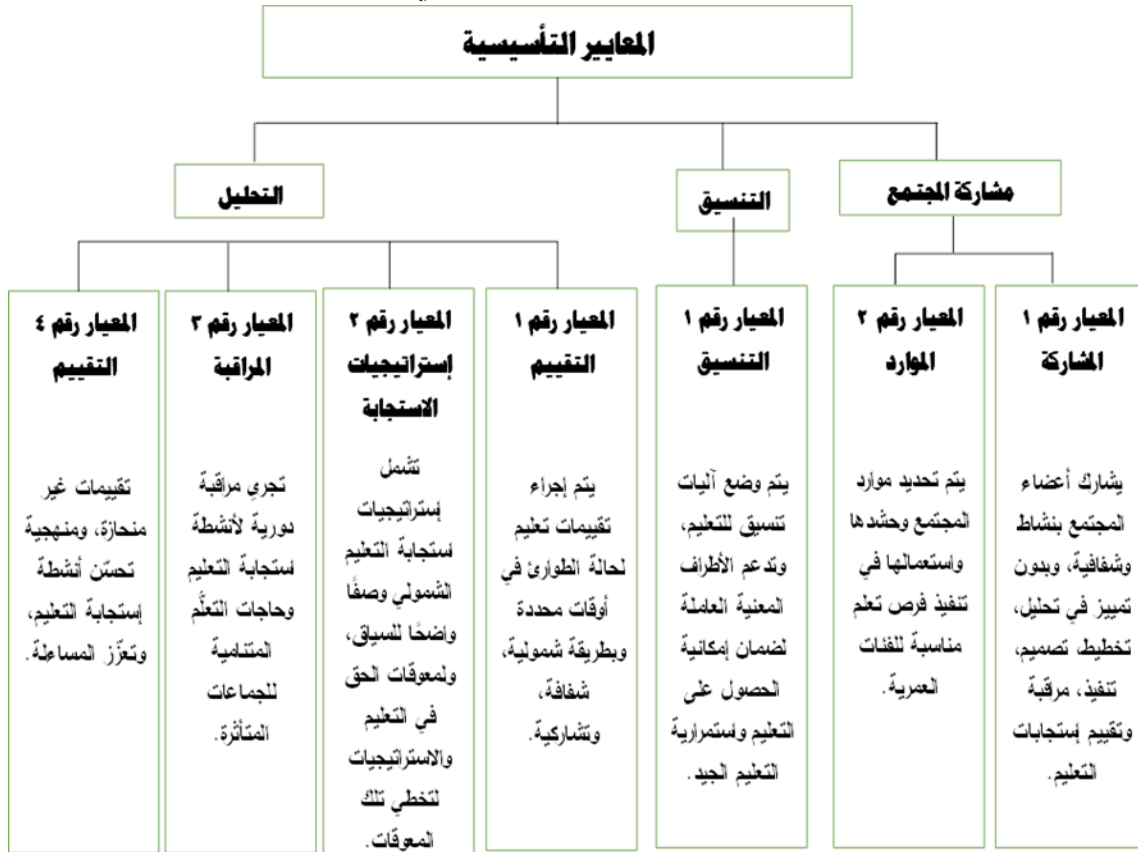 المعايير التأسيسية
مشاركة المجتمع
التنسيق
التحليل
المعيار رقم ١
المشاركة
يشارك أعضاء
المجتمع بنشاط
وشفافية، وبدون
تمييز في تحليل،
تخطيط، تصميم،
تنفيذ، مراقبة
وتقييم إستجابات
التعليم.
المعيار رقم ٢
الموارد
يتم تحديد موارد
المجتمع وحشدها
واستعمالها في
تنفيذ فرص تعلم
مناسبة للفئات
العمرية.
المعيار رقم ١
التنسيق
يتم وضع آليات
تنسيق للتعليم،
وتدعم الأطراف
المعنية العاملة
لضمان إمكانية
الحصول على
التعليم واستمرارية
التعليم الجيد.
المعيار رقم ١
التقييم
يتم إجراء
تقييمات تعليم
لحالة الطوارئ في
أوقات محددة
وبطريقة شمولية،
شفافة،
وتشاركية.
المعيار رقم ٢
إستراتيجيات
الاستجابة
تشمل
إستراتيجيات
استجابة التعليم
الشمولي وصفًا
واضحًا للسياق،
ولمعوقات الحق
في التعليم
والاستراتيجيات
لتخطي تلك
المعوقات.
المعيار رقم ٣
المراقبة
تجري مراقبة
دورية لأنشطة
استجابة التعليم
وحاجات التعلُّم
المتنامية
للجماعات
المتأثرة.
المعيار رقم ٤
التقييم
تقييمات غير
منحازة، ومنهجية
تحسّن أنشطة
إستجابة التعليم،
وتعزّز المساءلة.